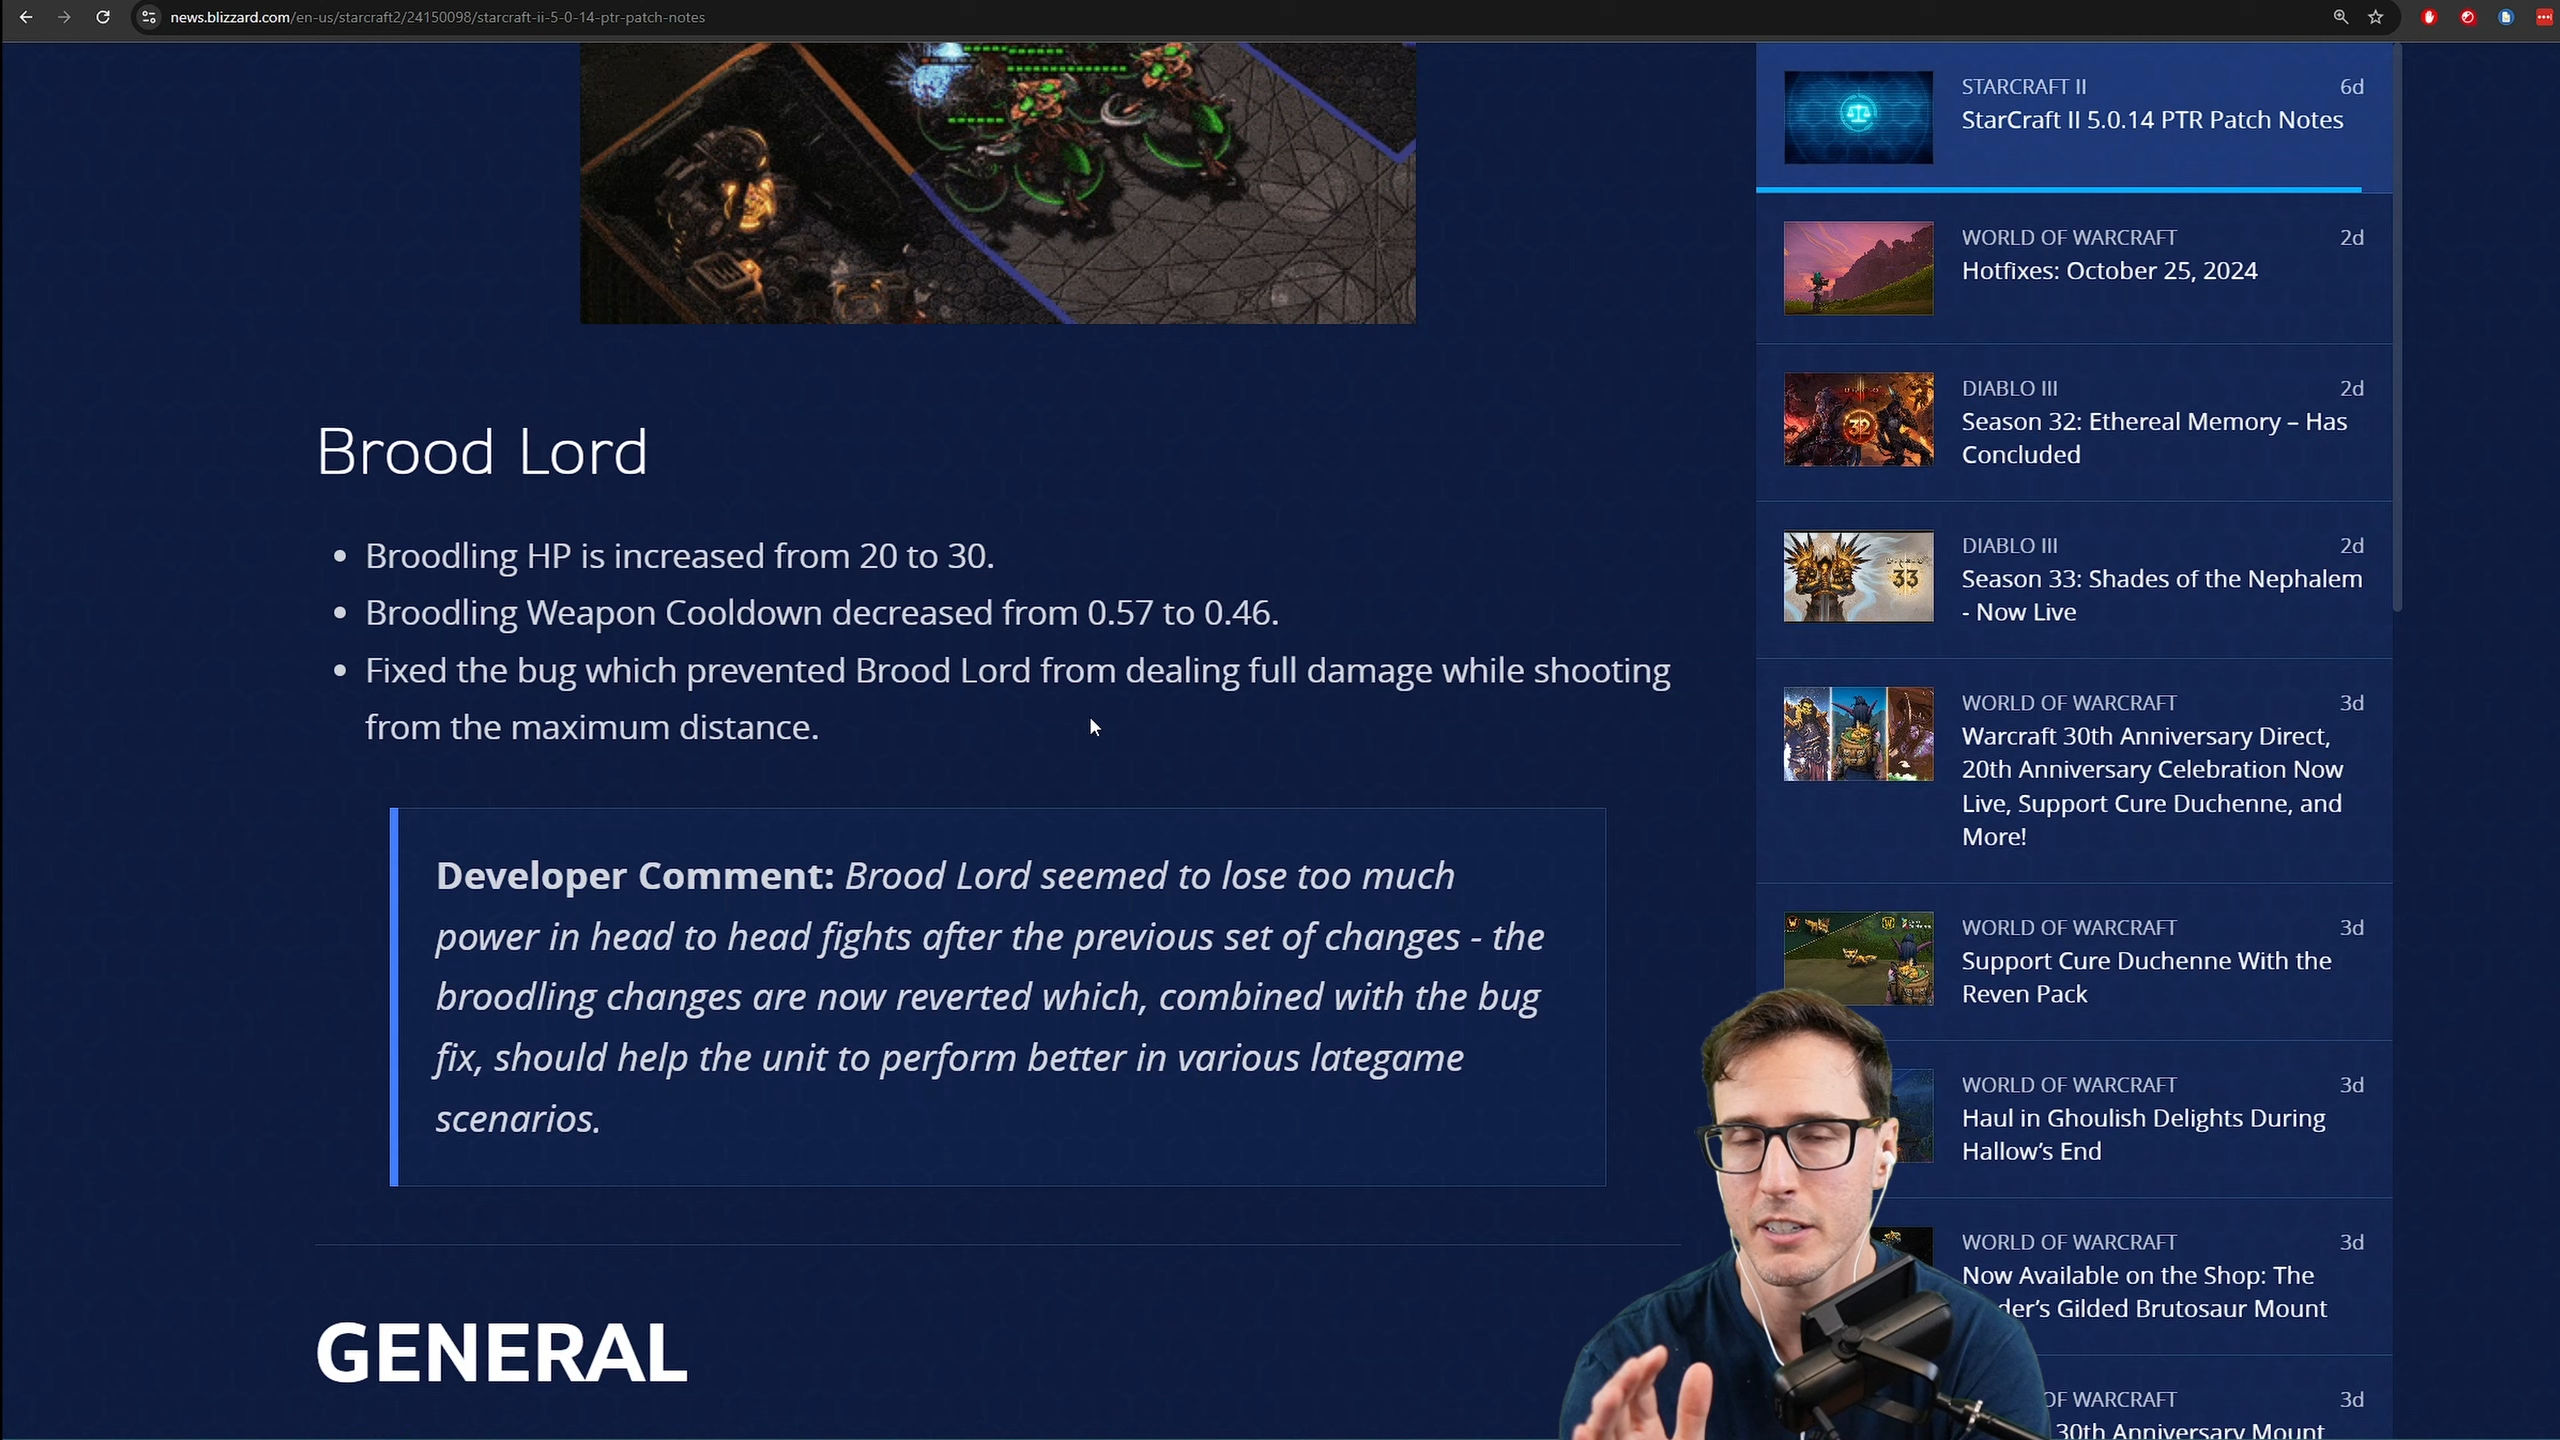 news.blizzard.com/en-us/starcraft2/24150098/starcraft-ii-5-0-14-ptr-patch-notes
Brood Lord
• Broodling HP is increased from 20 to 30.
• Broodling Weapon Cooldown decreased from 0.57 to 0.46.
• Fixed the bug which prevented Brood Lord from dealing full damage while shooting
from the maximum distance.
Developer Comment: Brood Lord seemed to lose too much
power in head to head fights after the previous set of changes - the
broodling changes are now reverted which, combined with the bug
fix, should help the unit to perform better in various lategame
scenarios.
GENERAL
STARCRAFT II 6d
StarCraft II 5.0.14 PTR Patch Notes
WORLD OF WARCRAFT 2d
Hotfixes: October 25, 2024
32
DIABLO III 2d
Season 32: Ethereal Memory – Has
Concluded
33
DIABLO III 2d
Season 33: Shades of the Nephalem
- Now Live
WORLD OF WARCRAFT 3d
Warcraft 30th Anniversary Direct,
20th Anniversary Celebration Now
Live, Support Cure Duchenne, and
More!
WORLD OF WARCRAFT 3d
Support Cure Duchenne With the
Reven Pack
WORLD OF WARCRAFT 3d
Haul in Ghoulish Delights During
Hallow's End
WORLD OF WARCRAFT 3d
Now Available on the Shop: The
der's Gilded Brutosaur Mount
OF WARCRAFT 3d
30th Anniversary Mount